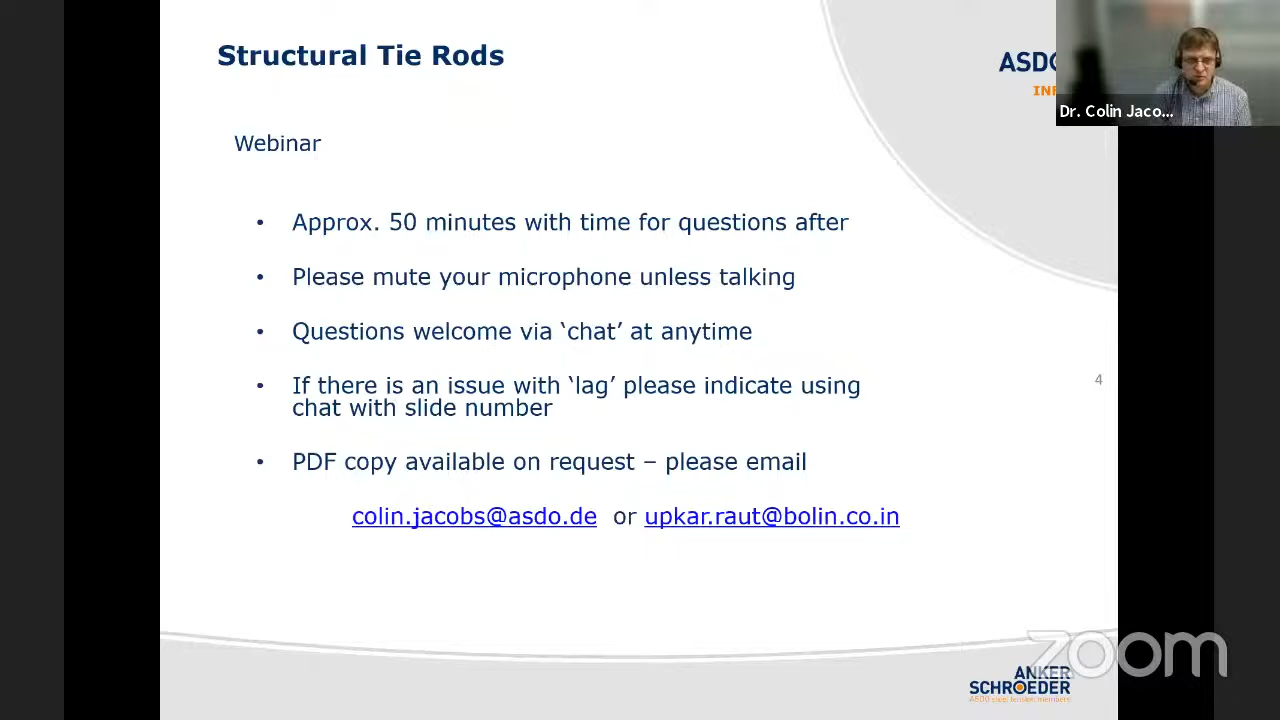 Structural Tie Rods
ASDO
INF
Dr. Colin Jaco...
Webinar
• Approx. 50 minutes with time for questions after
• Please mute your microphone unless talking
• Questions welcome via ‘chat’ at anytime
• If there is an issue with ‘lag’ please indicate using
chat with slide number
4
• PDF copy available on request – please email
colin.jacobs@asdo.de or upkar.raut@bolin.co.in
zoom
ANKER
SCHROEDER
ASDO